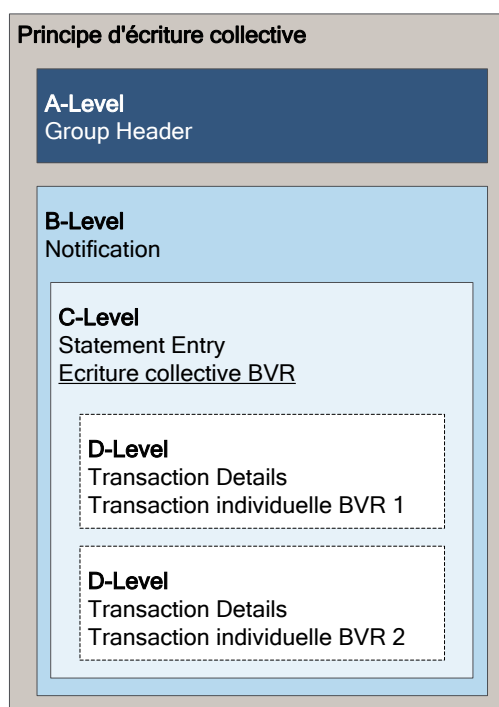 Principe d'écriture collective
A-Level
Group Header
B-Level
Notification
C-Level
Statement Entry
Ecriture collective BVR
D-Level
Transaction Details
Transaction individuelle BVR 1
D-Level
Transaction Details
Transaction individuelle BVR 2